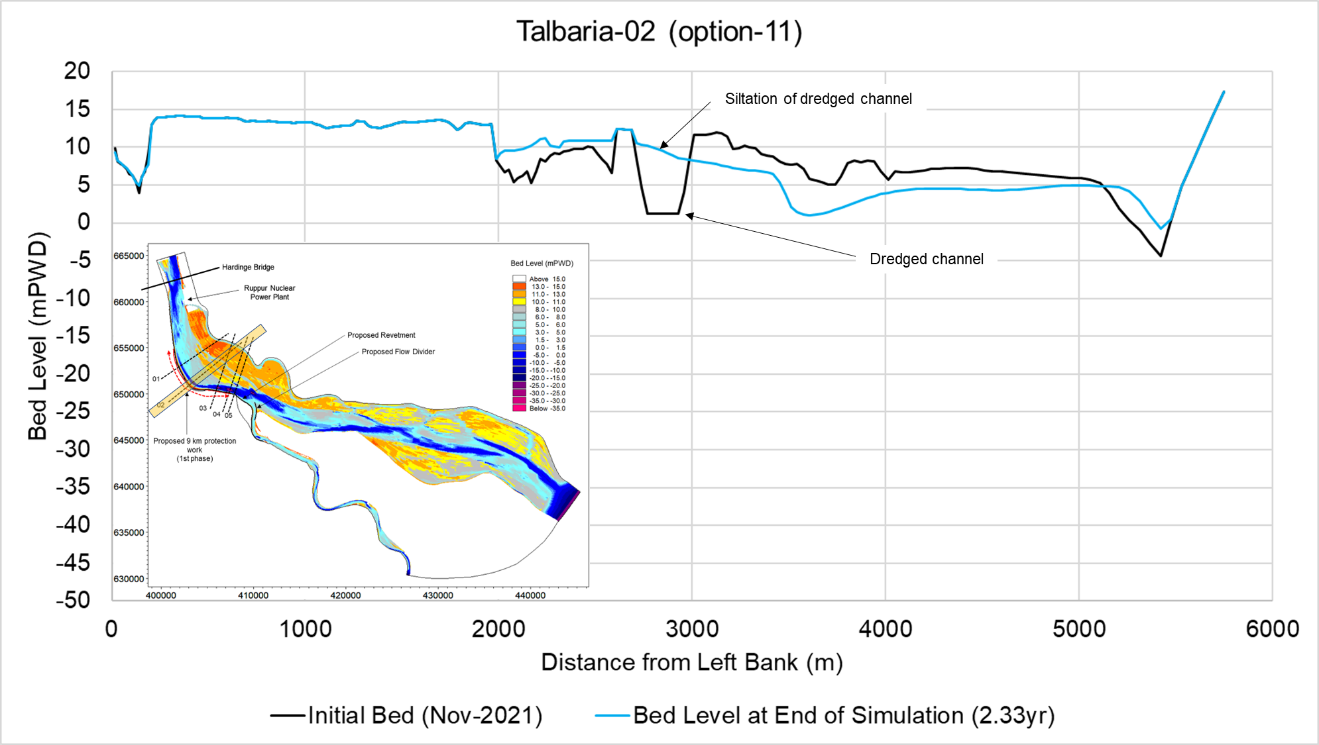 Talbaria-02 (option-11)
20
15
10
5
0
-5
-10
-15
-20
-25
-30
-35
-40
-45
-50
Bed Level (mPWD)
Siltation of dredged channel
Dredged channel
665000
660000
655000
650000
645000
640000
635000
630000
400000 410000 420000 430000 440000
Hardinge Bridge
Ruppur Nuclear
Power Plant
Proposed Revetment
Proposed Flow Divider
01
02
03
04
05
Proposed 9 km protection
work
(1st phase)
Bed Level (mPWD)
Above 15.0
13.0 - 15.0
11.0 - 13.0
10.0 - 11.0
8.0 - 10.0
6.0 - 8.0
5.0 - 6.0
3.0 - 5.0
1.5 - 3.0
0.0 - 1.5
-5.0 - 0.0
-10.0 - -5.0
-15.0 - -10.0
-20.0 - -15.0
-25.0 - -20.0
-30.0 - -25.0
-35.0 - -30.0
Below -35.0
0 1000 2000 3000 4000 5000 6000
Distance from Left Bank (m)
Initial Bed (Nov-2021)
Bed Level at End of Simulation (2.33yr)